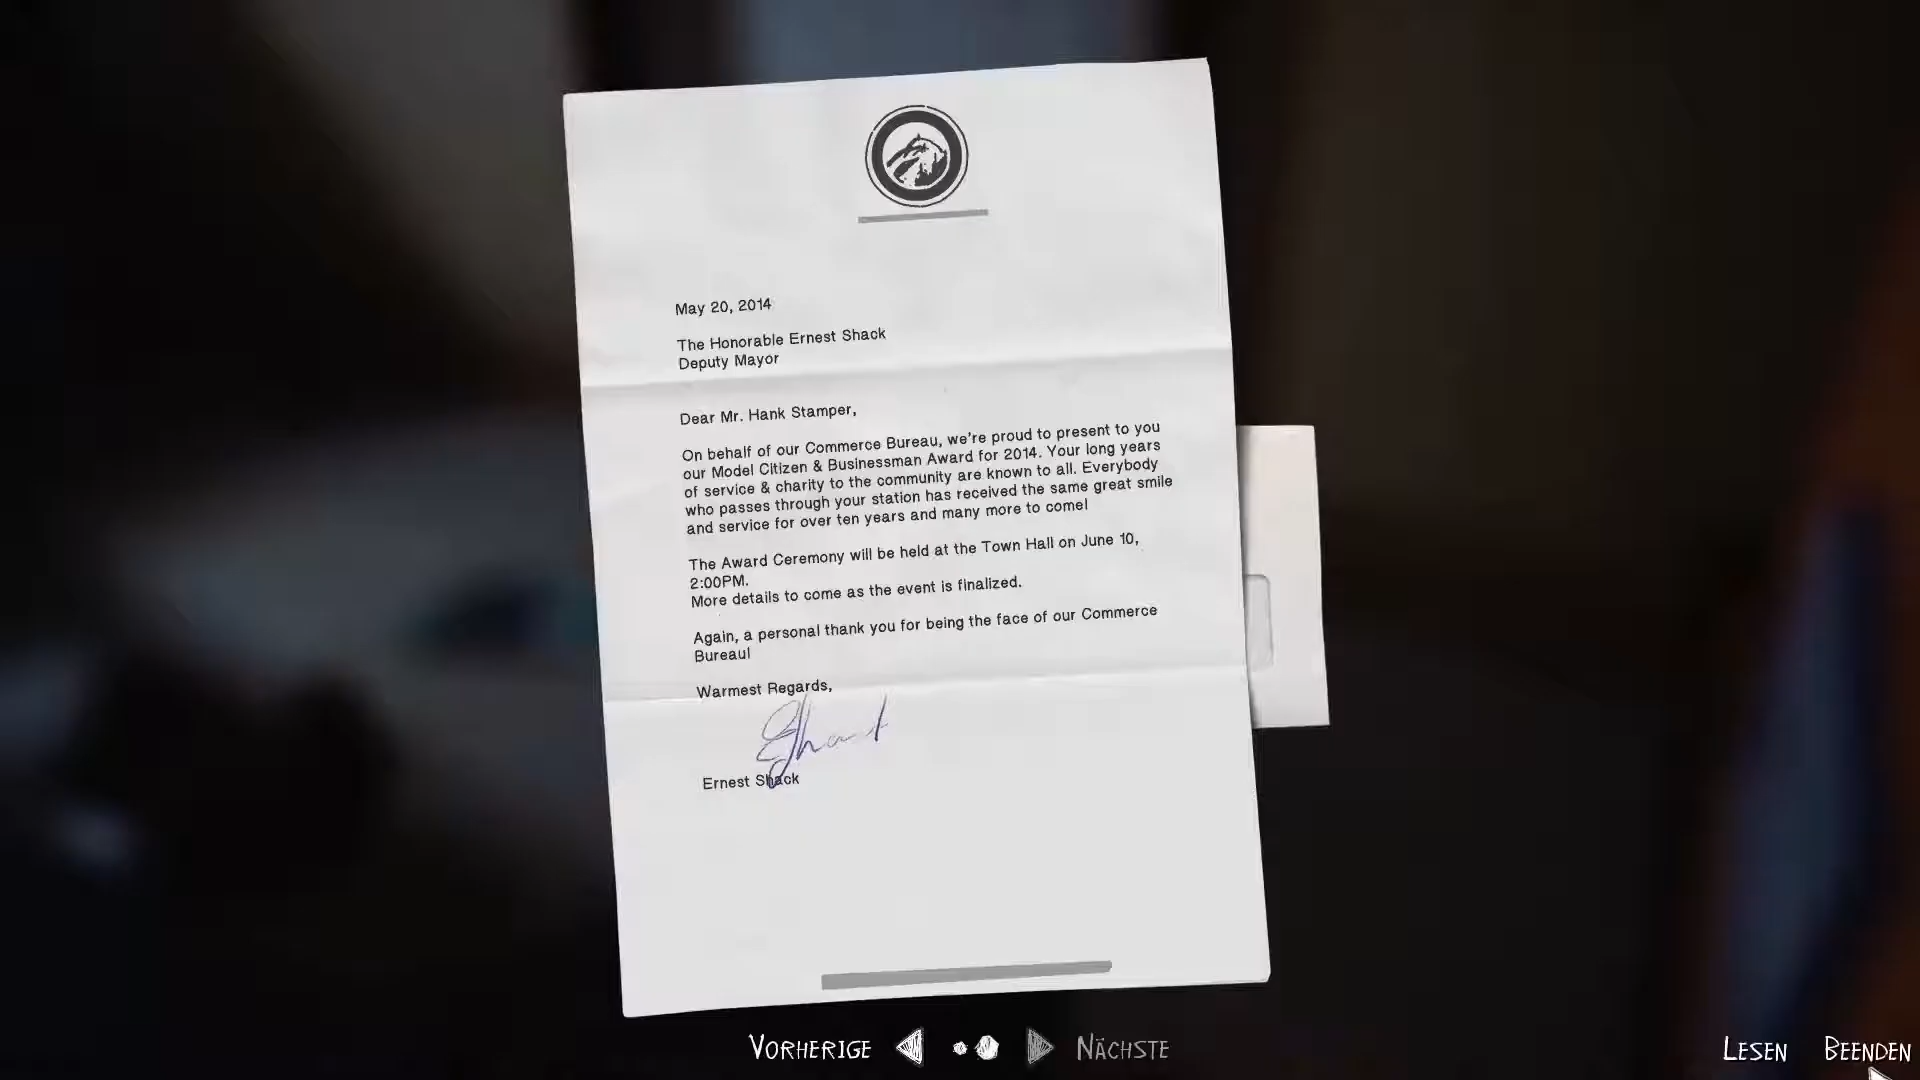 May 20, 2014
The Honorable Ernest Shack
Deputy Mayor
Dear Mr. Hank Stamper,
On behalf of our Commerce Bureau, we're proud to present to you
our Model Citizen & Businessman Award for 2014. Your long years
of service & charity to the community are known to all. Everybody
who passes through your station has received the same great smile
and service for over ten years and many more to come!
The Award Ceremony will be held at the Town Hall on June 10,
2:00PM.
More details to come as the event is finalized.
Again, a personal thank you for being the face of our Commerce
Bureau!
Warmest Regards,
Ernest Shack
VORHERIGE NÄCHSTE
LESEN BEENDEN